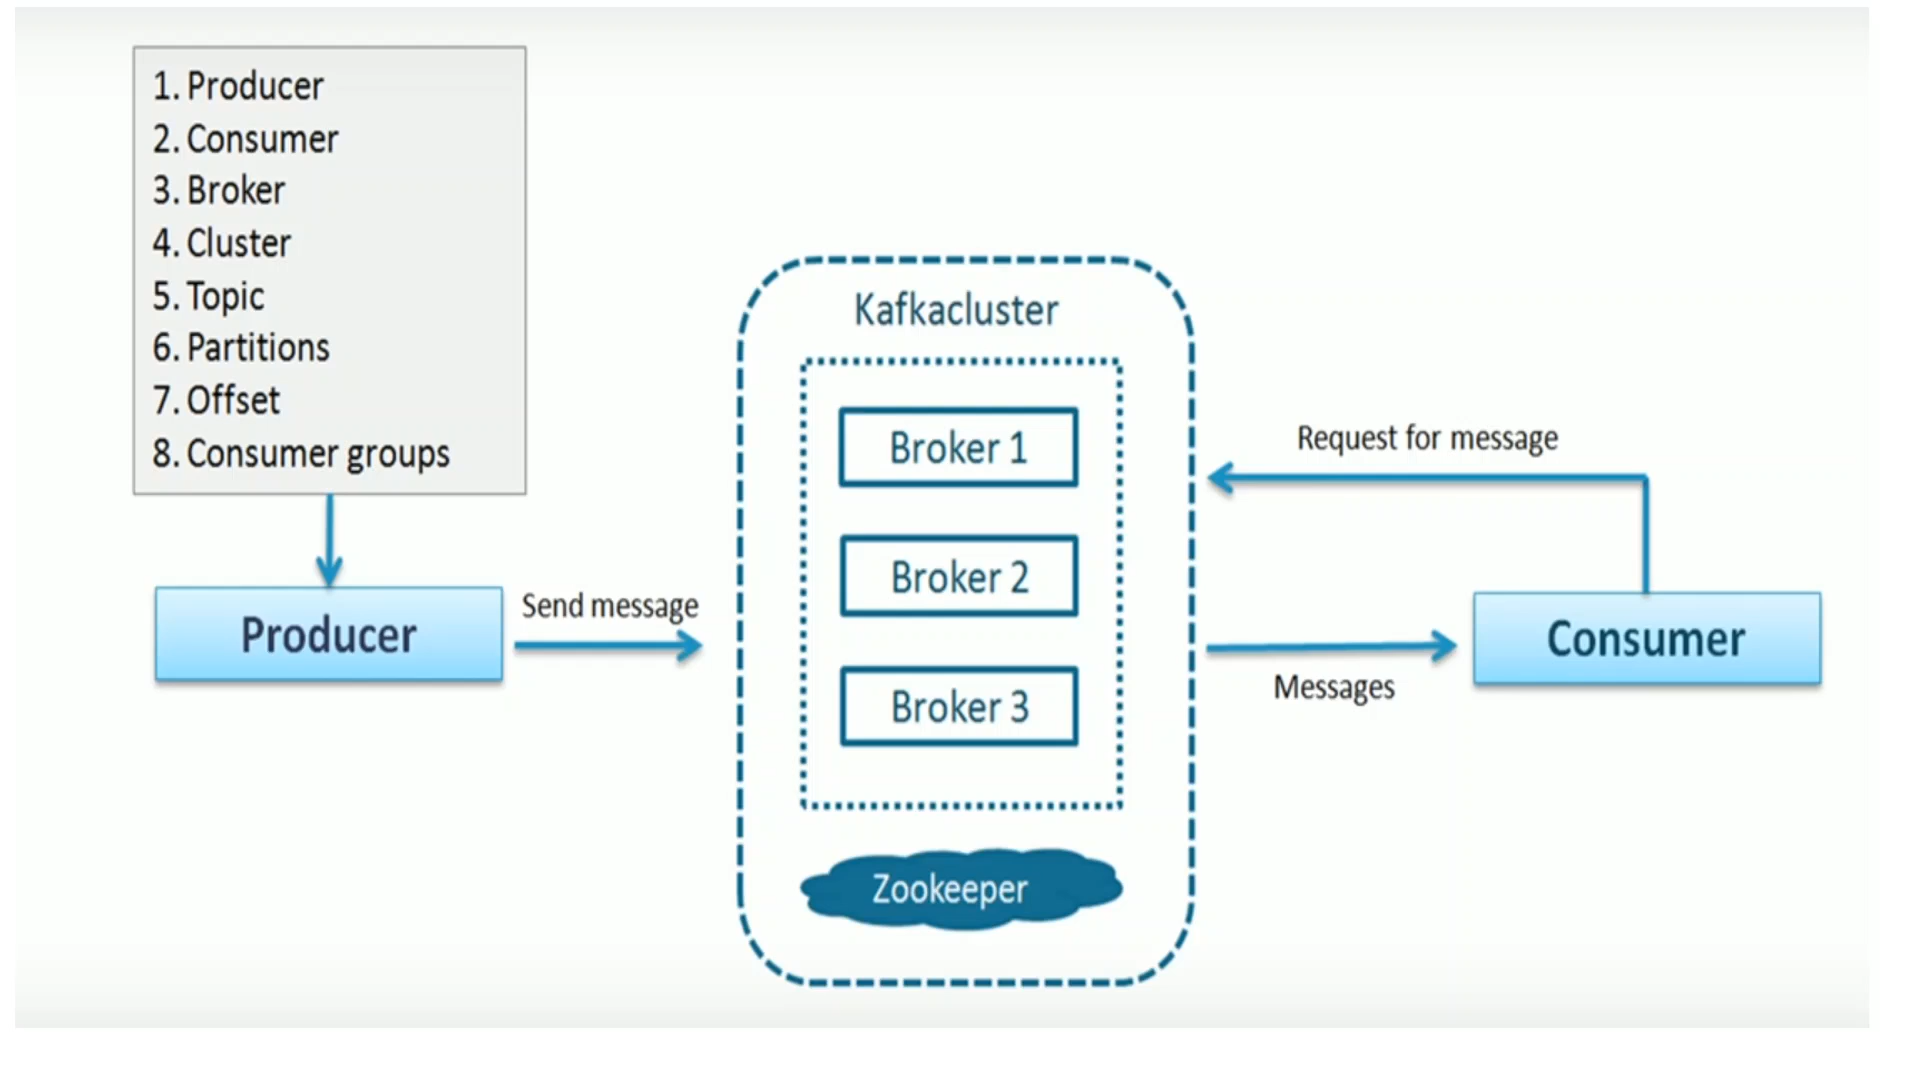 1. Producer
2. Consumer
3. Broker
4. Cluster
5. Topic
6. Partitions
7. Offset
8. Consumer groups
Producer
Send message
Kafkacluster
Broker 1
Broker 2
Broker 3
Zookeeper
Request for message
Messages
Consumer